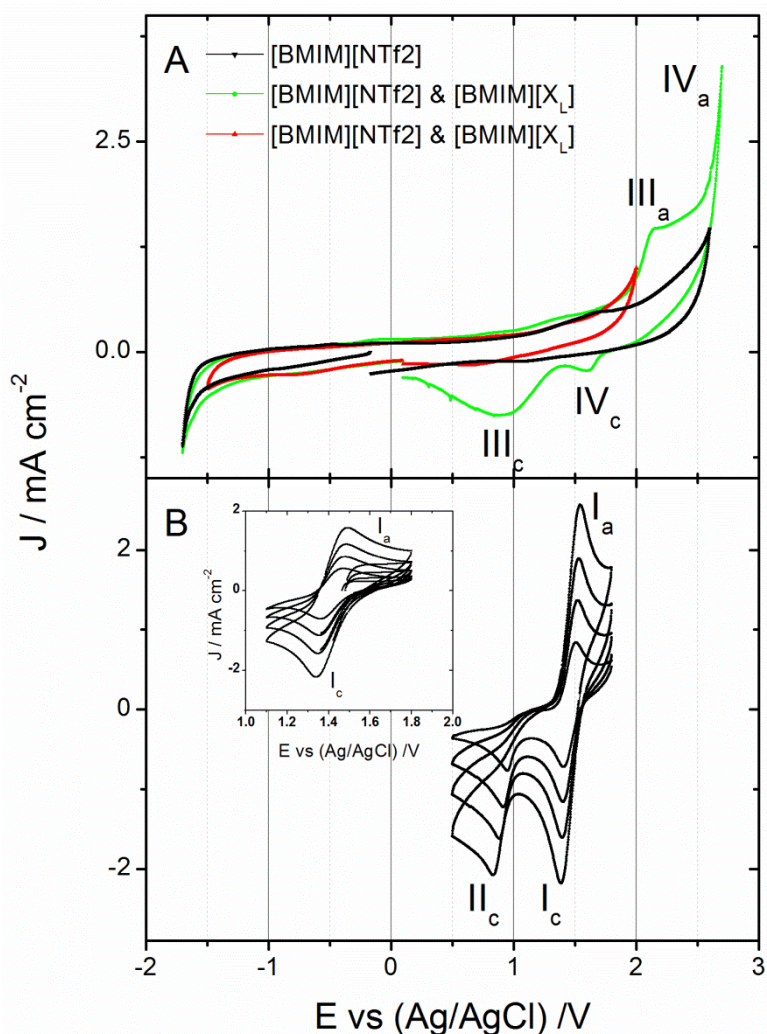 A
[BMIM][NTf2]
[BMIM][NTf2] & [BMIM][X_L]
[BMIM][NTf2] & [BMIM][X_L]
IV_a
III_a
2.5
0.0
III_c
IV_c
J / mA cm⁻²
B
2
0
-2
I_a
I_c
J / mA cm⁻²
1.0 1.2 1.4 1.6 1.8 2.0
E vs (Ag/AgCl) /V
I_a
2
0
-2
II_c
I_c
-2 -1 0 1 2 3
E vs (Ag/AgCl) /V